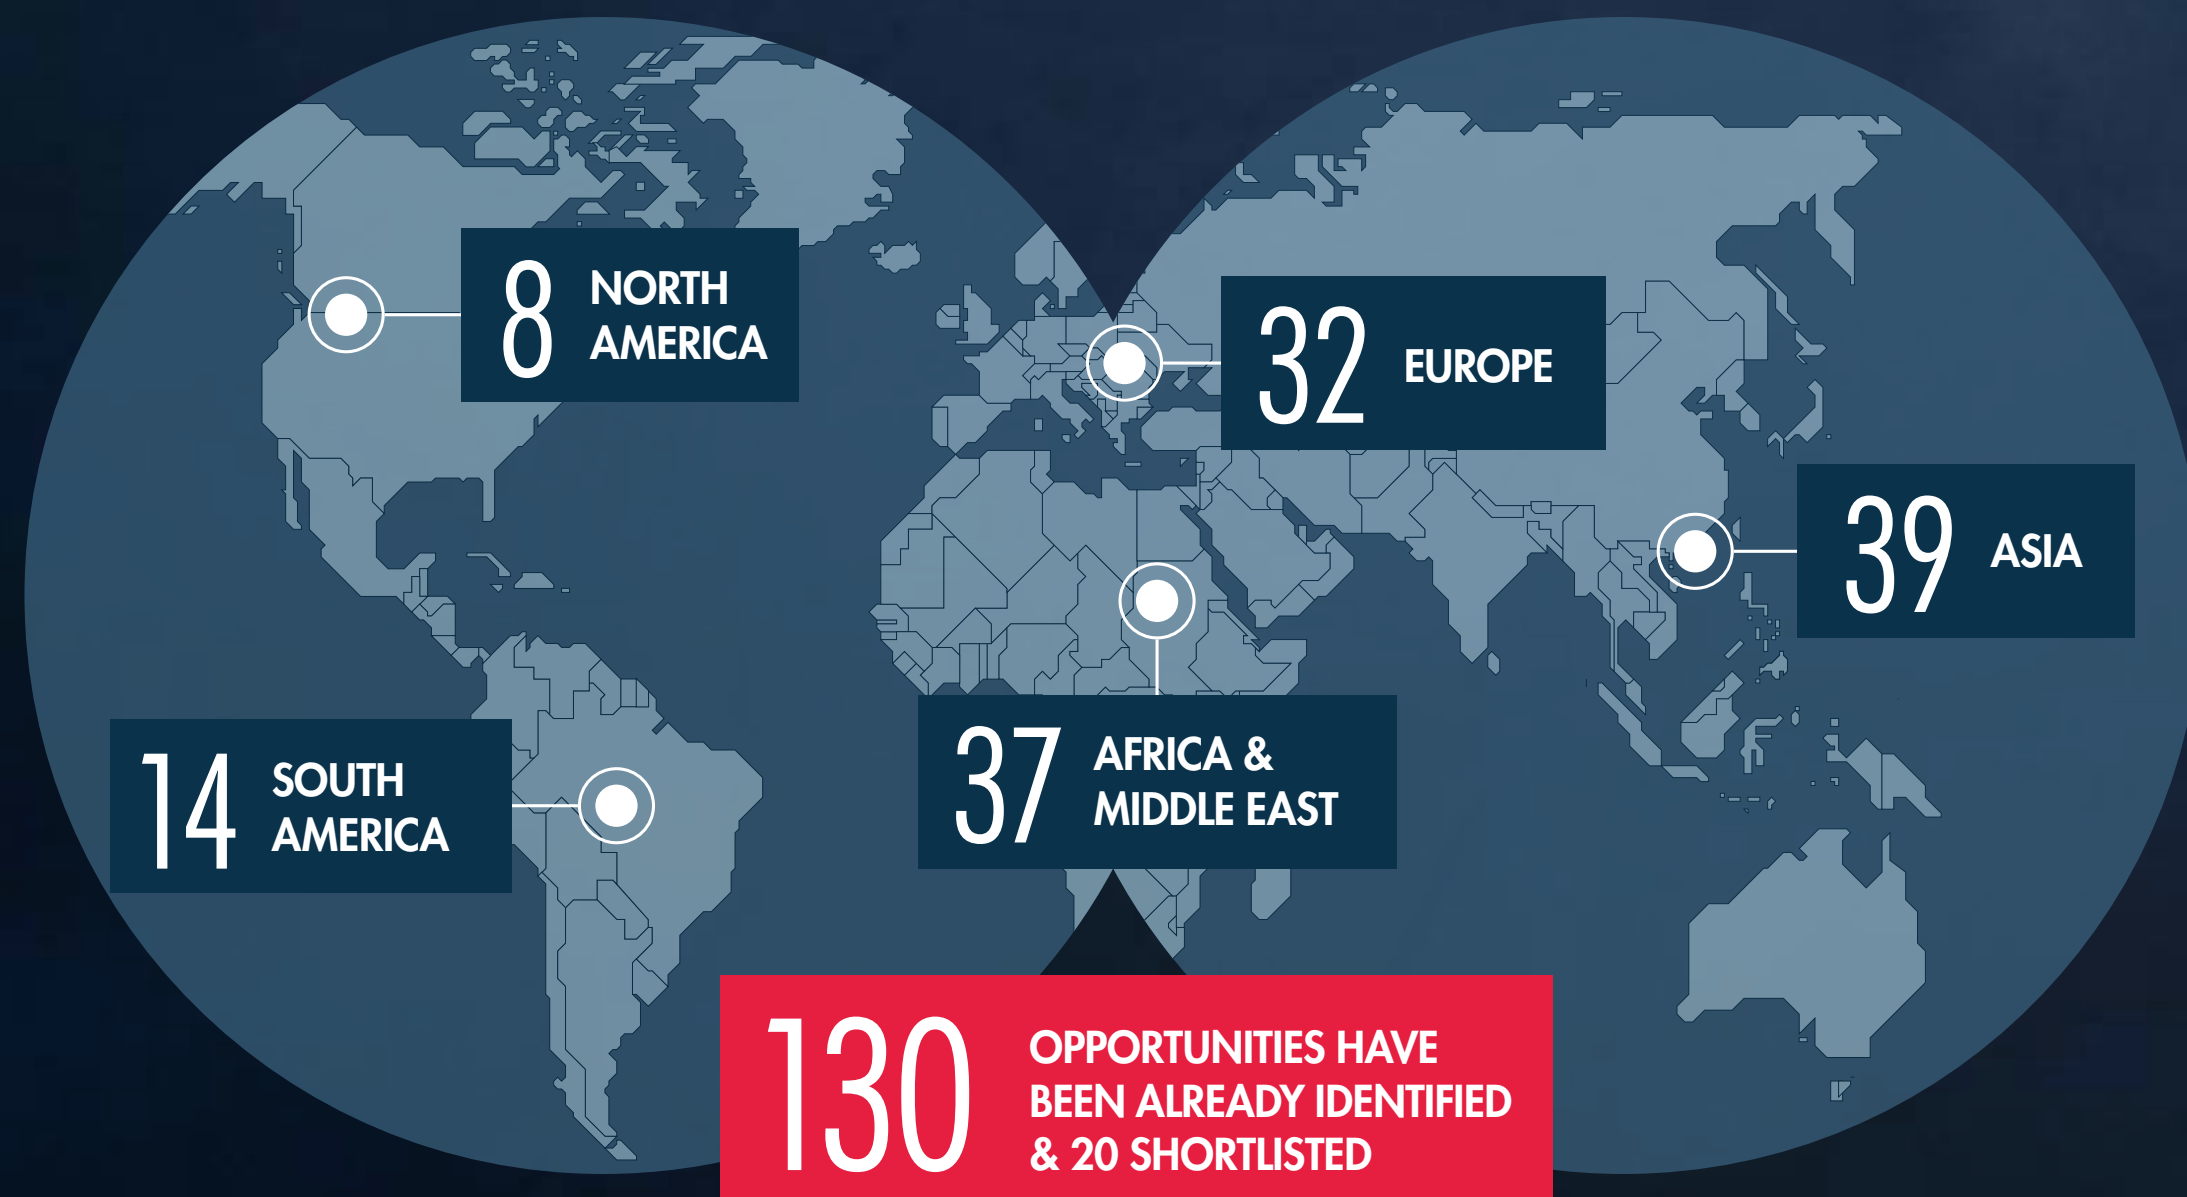 8
NORTH
AMERICA
32
EUROPE
39
ASIA
37
AFRICA &
MIDDLE EAST
14
SOUTH
AMERICA
130
OPPORTUNITIES HAVE
BEEN ALREADY IDENTIFIED
& 20 SHORTLISTED